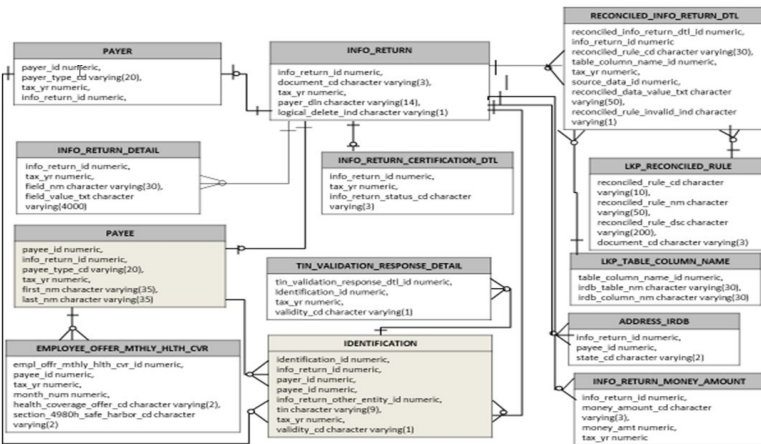 PAYER
payer_id numeric,
payer_type_cd varying(20),
tax_yr numeric,
info_return_id numeric,
INFO_RETURN
info_return_id numeric,
document_cd character varying(3),
tax_yr numeric,
payer_dln character varying(14),
logical_delete_ind character varying(1)
RECONCILED_INFO_RETURN_DTL
reconciled_info_return_dtl_id numeric,
info_return_id numeric
reconciled_rule_cd character varying(30),
table_column_name_id numeric,
tax_yr numeric,
source_data_id numeric,
reconciled_data_value_txt character
varying(50),
reconciled_rule_invalid_ind character
varying(1)
INFO_RETURN_DETAIL
info_return_id numeric,
tax_yr numeric,
field_nm character varying(30),
field_value_txt character
varying(4000)
INFO_RETURN_CERTIFICATION_DTL
info_return_id numeric,
tax_yr numeric,
info_return_status_cd character
varying(3)
LKP_RECONCILED_RULE
reconciled_rule_cd character
varying(10),
reconciled_rule_nm character
varying(50),
reconciled_rule_dsc character
varying(200),
document_cd character varying(3)
PAYEE
payee_id numeric,
info_return_id numeric,
payee_type_cd varying(20),
tax_yr numeric,
first_nm character varying(35),
last_nm character varying(35)
TIN_VALIDATION_RESPONSE_DETAIL
tin_validation_response_dtl_id numeric,
identification_id numeric,
tax_yr numeric,
validity_cd character varying(1)
LKP_TABLE_COLUMN_NAME
table_column_name_id numeric,
irdb_table_nm character varying(30),
irdb_column_nm character varying(30)
ADDRESS_IRDB
info_return_id numeric,
payee_id numeric,
state_cd character varying(2)
EMPLOYEE_OFFER_MTHLY_HLTH_CVR
empl_offr_mthly_hlth_cvr_id numeric,
payee_id numeric,
tax_yr numeric,
month_num numeric,
health_coverage_offer_cd character varying(2),
section_4980h_safe_harbor_cd character
varying(2)
IDENTIFICATION
identification_id numeric,
info_return_id numeric,
payer_id numeric,
payee_id numeric,
info_return_other_entity_id numeric,
tin character varying(9),
tax_yr numeric,
validity_cd character varying(1)
INFO_RETURN_MONEY_AMOUNT
info_return_id numeric,
money_amount_cd character
varying(3),
money_amt numeric,
tax_yr numeric